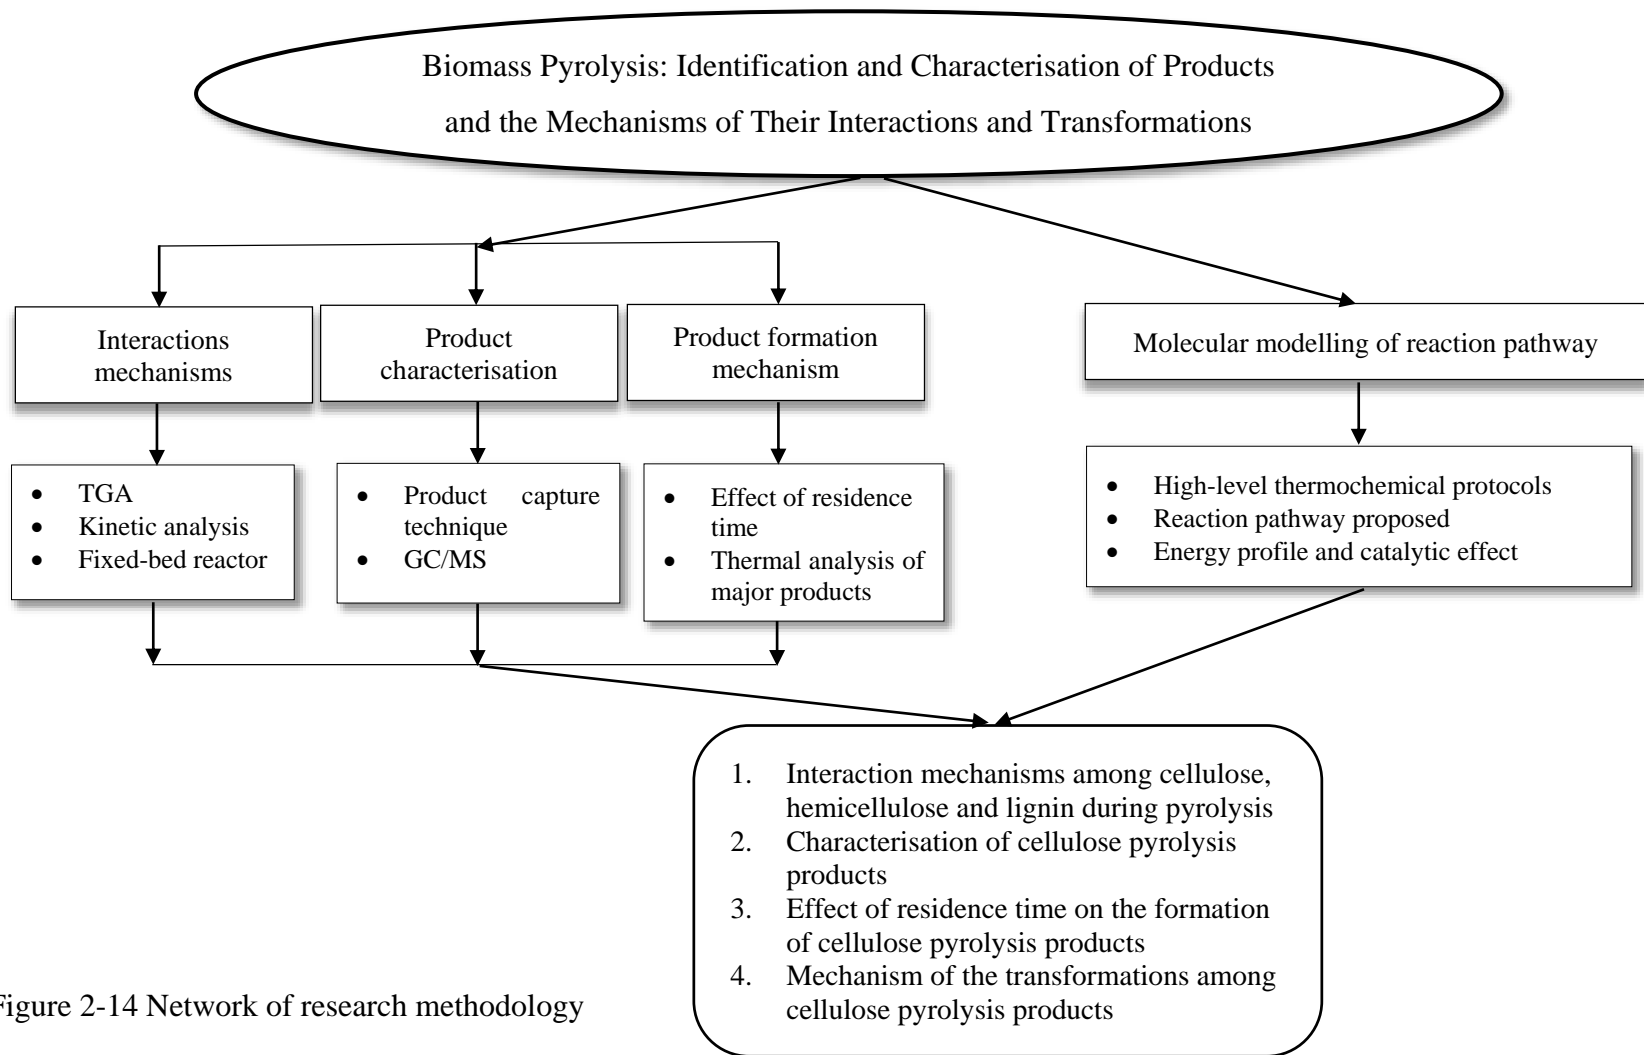 Biomass Pyrolysis: Identification and Characterisation of Products
and the Mechanisms of Their Interactions and Transformations
Interactions
mechanisms
Product
characterisation
Product formation
mechanism
Molecular modelling of reaction pathway
• TGA
• Kinetic analysis
• Fixed-bed reactor
• Product capture
technique
• GC/MS
• Effect of residence
time
• Thermal analysis of
major products
• High-level thermochemical protocols
• Reaction pathway proposed
• Energy profile and catalytic effect
1. Interaction mechanisms among cellulose,
hemicellulose and lignin during pyrolysis
2. Characterisation of cellulose pyrolysis
products
3. Effect of residence time on the formation
of cellulose pyrolysis products
4. Mechanism of the transformations among
cellulose pyrolysis products
Figure 2-14 Network of research methodology